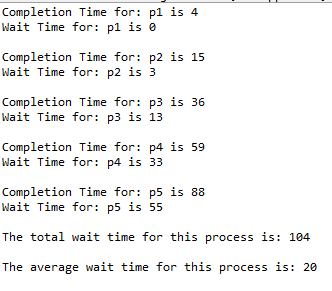 Completion Time for: p1 is 4
Wait Time for: p1 is 0
Completion Time for: p2 is 15
Wait Time for: p2 is 3
Completion Time for: p3 is 36
Wait Time for: p3 is 13
Completion Time for: p4 is 59
Wait Time for: p4 is 33
Completion Time for: p5 is 88
Wait Time for: p5 is 55
The total wait time for this process is: 104
The average wait time for this process is: 20